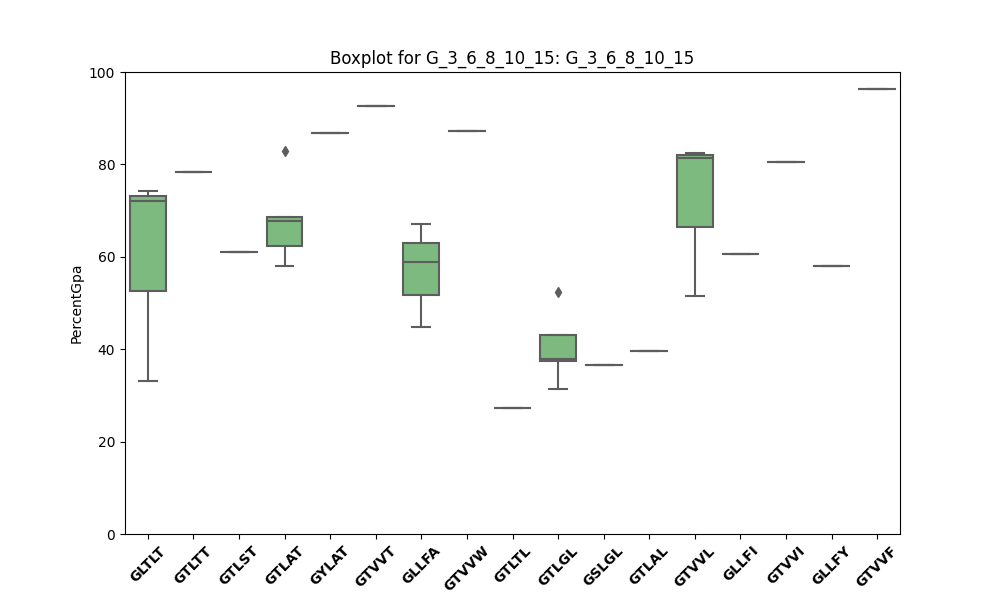 Boxplot for G_3_6_8_10_15: G_3_6_8_10_15
100
80
60
40
20
0
PercentGpa
GLTLT
GTLTT
GTLST
GTLAT
GYLAT
GTVVT
GLLFA
GTVVW
GTLTL
GTLGL
GSLGL
GTLAL
GTVVL
GLLFI
GTVVI
GLLFY
GTVVF